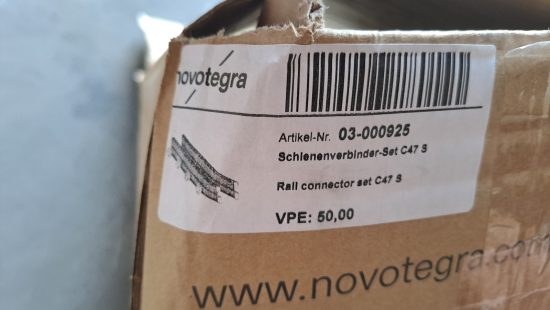 novotegra
Artikel-Nr. 03-000925
Schienenverbinder-Set C47 S
Rail connector set C47 S
VPE: 50,00
www.novotegra.com